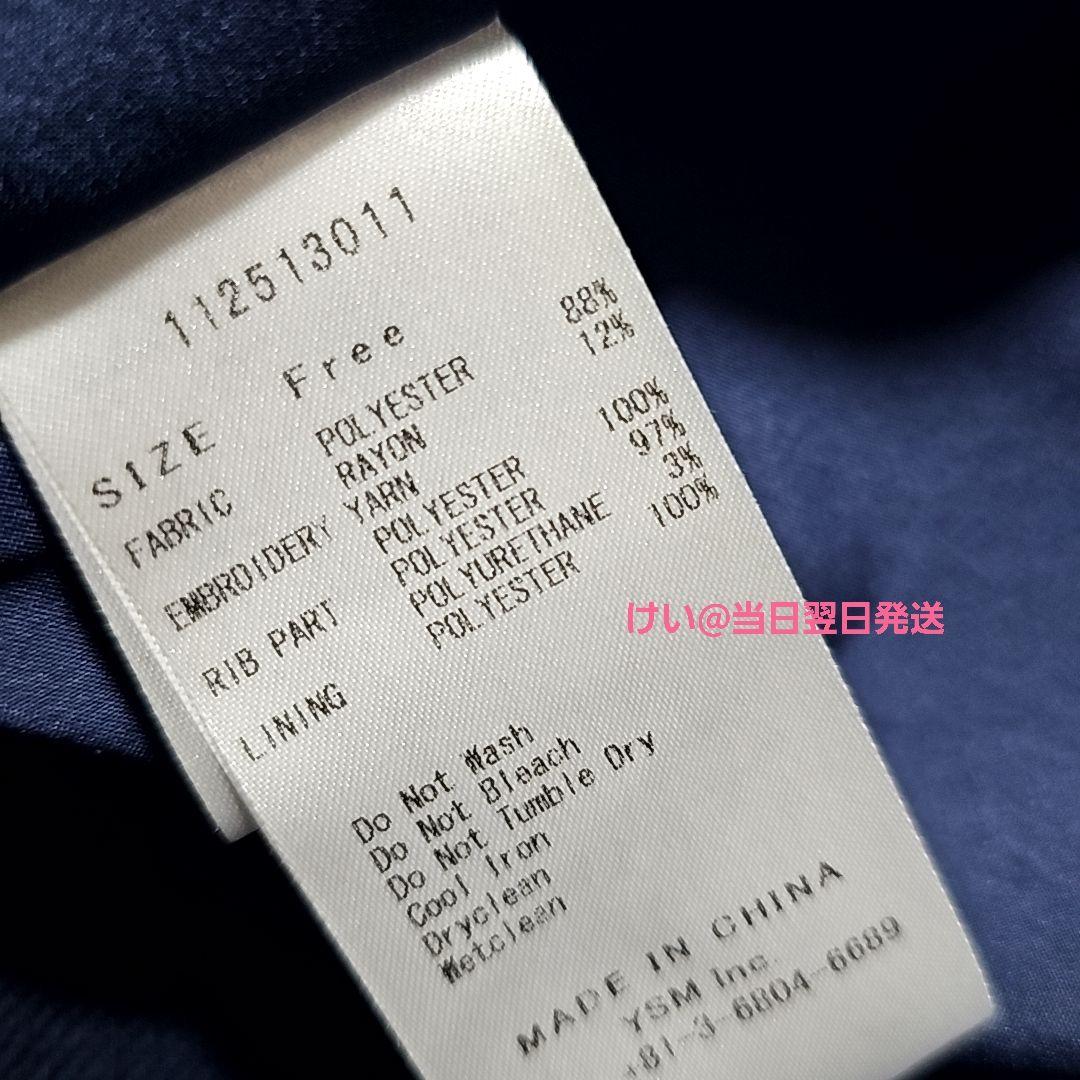 112513011
SIZE Free
FABRIC POLYESTER 88%
RAYON 12%
EMBROIDERY YARN
POLYESTER 100%
RIB PART POLYESTER 97%
POLYURETHANE 3%
LINING POLYESTER 100%
けい@当日翌日発送
Do Not Wash
Do Not Bleach
Do Not Tumble Dry
Cool Iron
Dryclean
Wetclean
MADE IN CHINA
YSM Inc.
+81-3-6804-6689